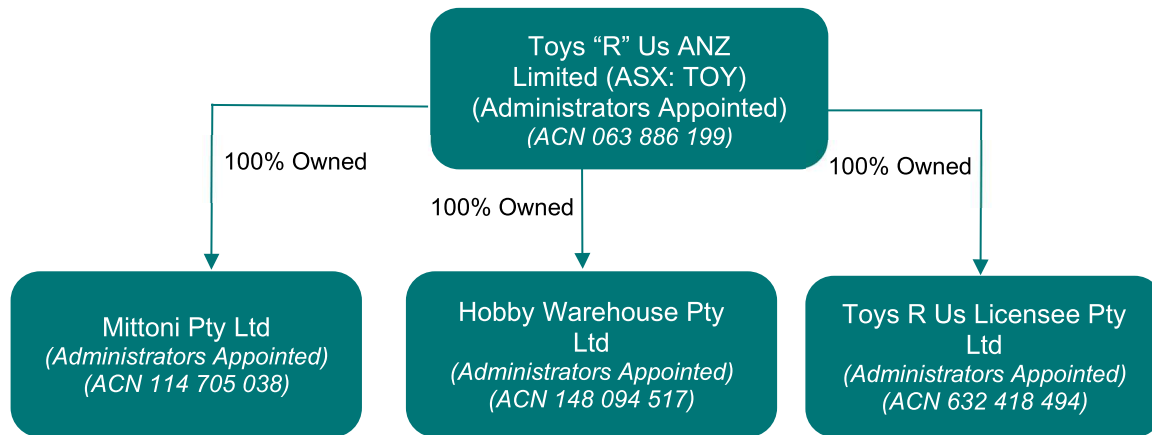 Toys “R” Us ANZ
Limited (ASX: TOY)
(Administrators Appointed)
(ACN 063 886 199)
100% Owned
100% Owned
100% Owned
Mittoni Pty Ltd
(Administrators Appointed)
(ACN 114 705 038)
Hobby Warehouse Pty
Ltd
(Administrators Appointed)
(ACN 148 094 517)
Toys R Us Licensee Pty
Ltd
(Administrators Appointed)
(ACN 632 418 494)